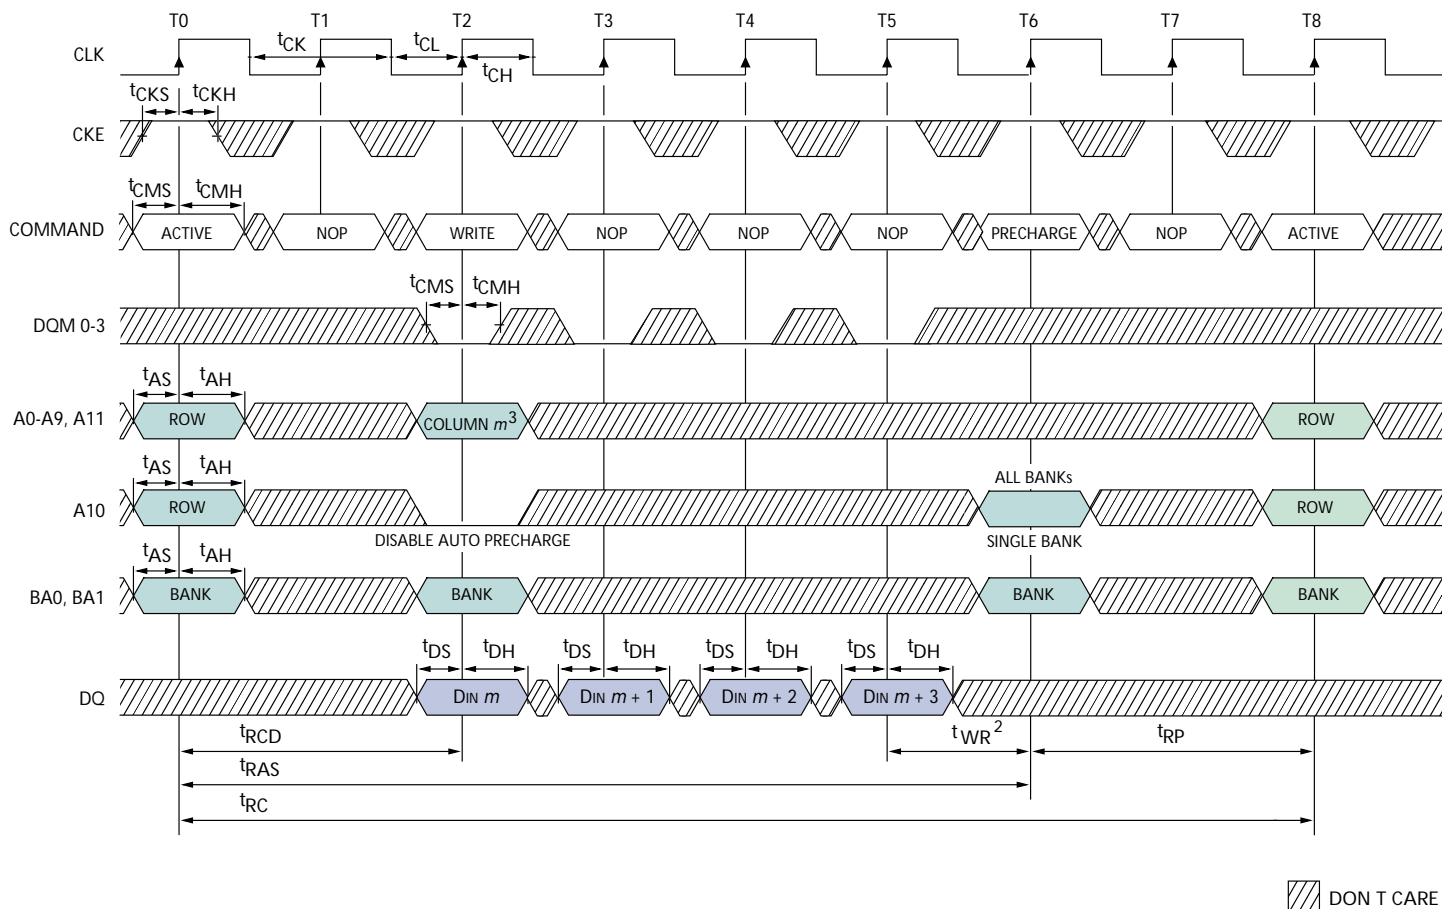 T0 T1 T2 T3 T4 T5 T6 T7 T8
CLK tCK tCL tCH
tCKS tCKH
CKE
tCMS tCMH
COMMAND ACTIVE NOP WRITE NOP NOP NOP PRECHARGE NOP ACTIVE
tCMS tCMH
DQM 0-3
tAS tAH
A0-A9, A11 ROW COLUMN m3 ROW
tAS tAH ALL BANKs
A10 ROW ROW
DISABLE AUTO PRECHARGE SINGLE BANK
tAS tAH
BA0, BA1 BANK BANK BANK BANK
tDS tDH tDS tDH tDS tDH tDS tDH
DQ DIN m DIN m + 1 DIN m + 2 DIN m + 3
tRCD tWR2 tRP
tRAS
tRC
DON T CARE